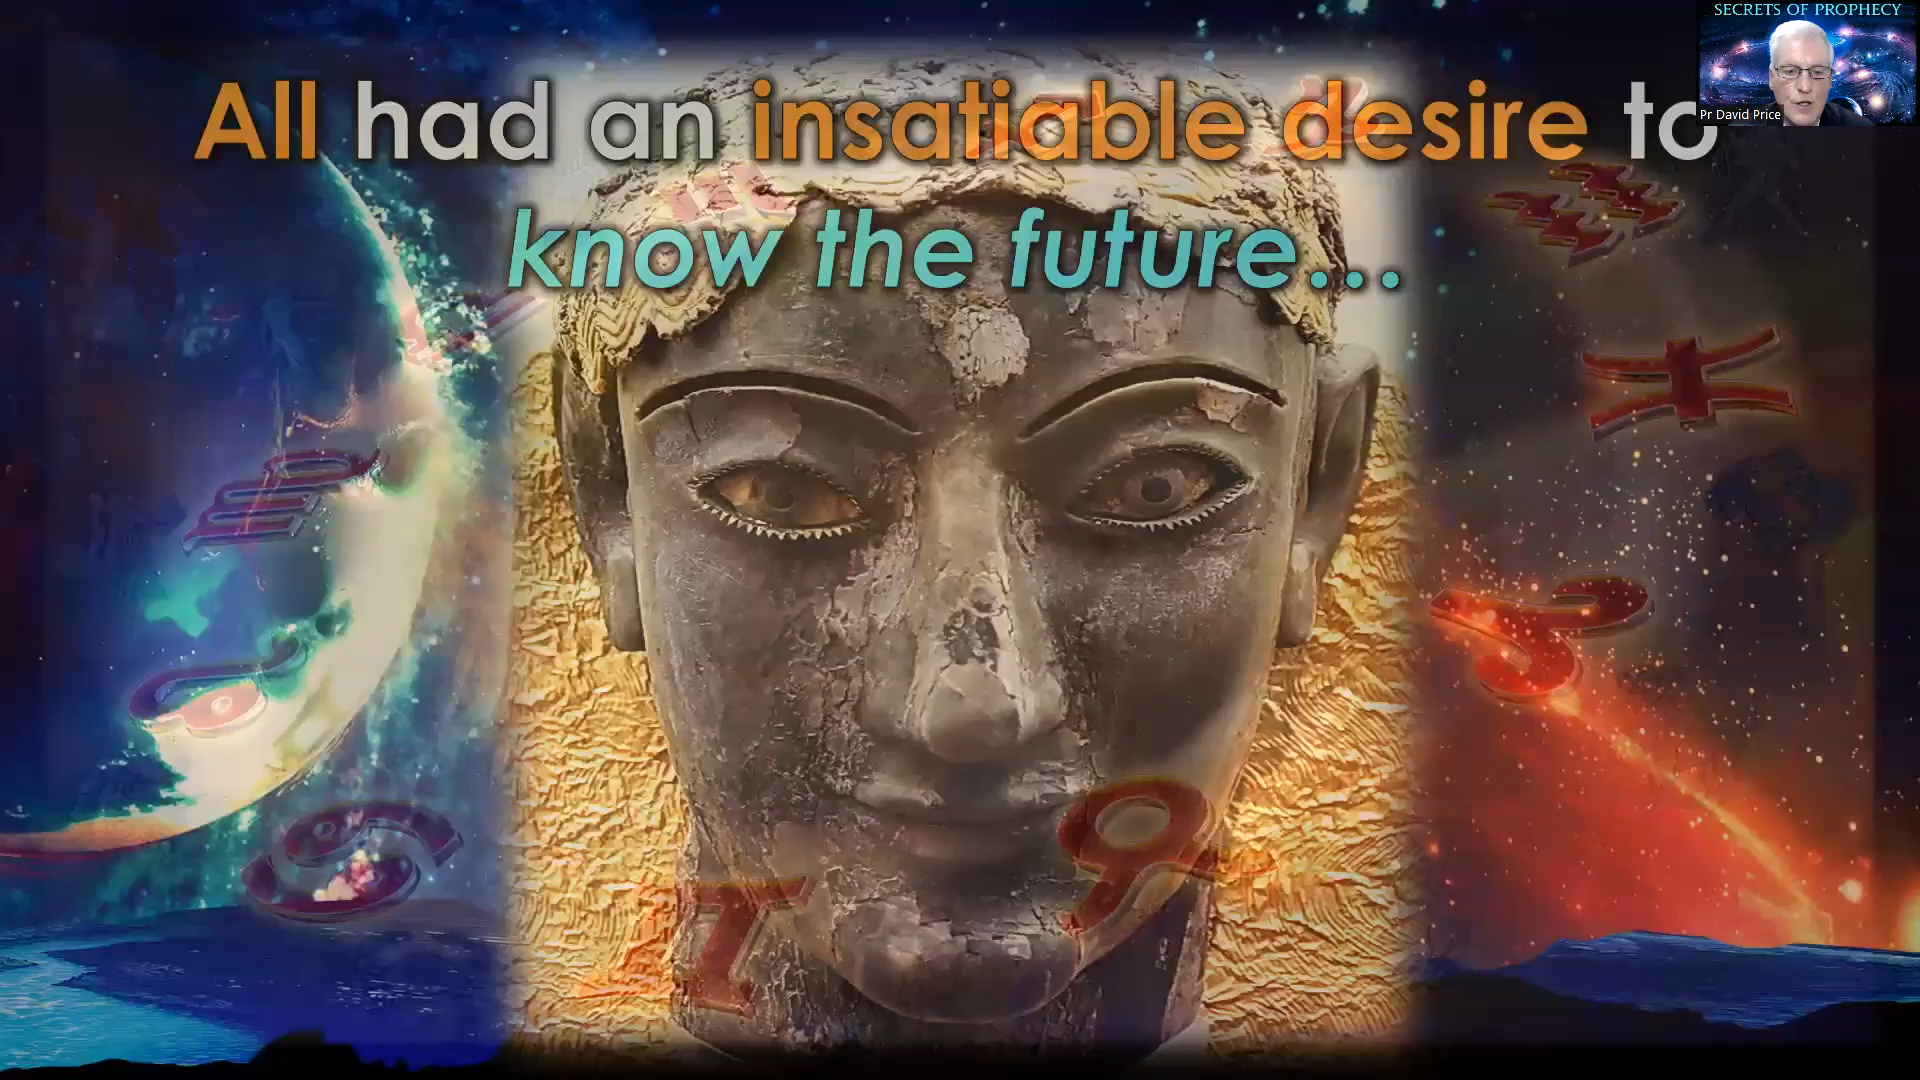 SECRETS OF PROPHECY
All had an insatiable desire to
Pr David Price
know the future...